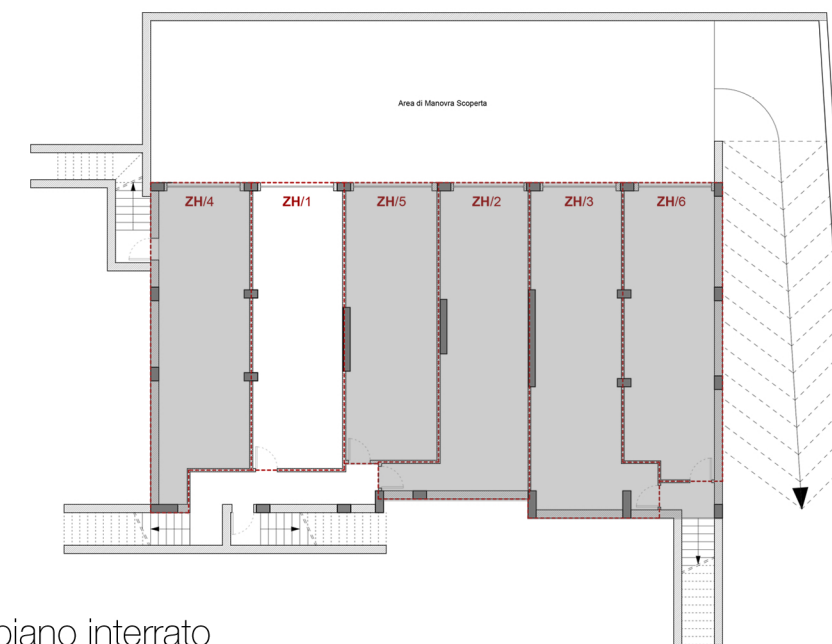 Area di Manovra Scoperta
ZH/4
ZH/1
ZH/5
ZH/2
ZH/3
ZH/6
piano interrato